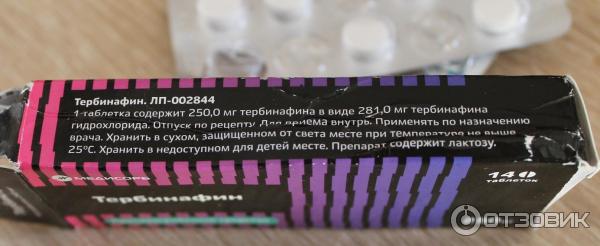 Тербинафин. ЛП-002844
1 таблетка содержит 250,0 мг тербинафина в виде 281,0 мг тербинафина
гидрохлорида. Отпуск по рецепту. Для приема внутрь. Применять по назначению
врача. Хранить в сухом, защищенном от света месте при температуре не выше
25°С. Хранить в недоступном для детей месте. Препарат содержит лактозу.
МЕДИСОРБ
Тербинафин
14
таблеток
ОТЗОВИК